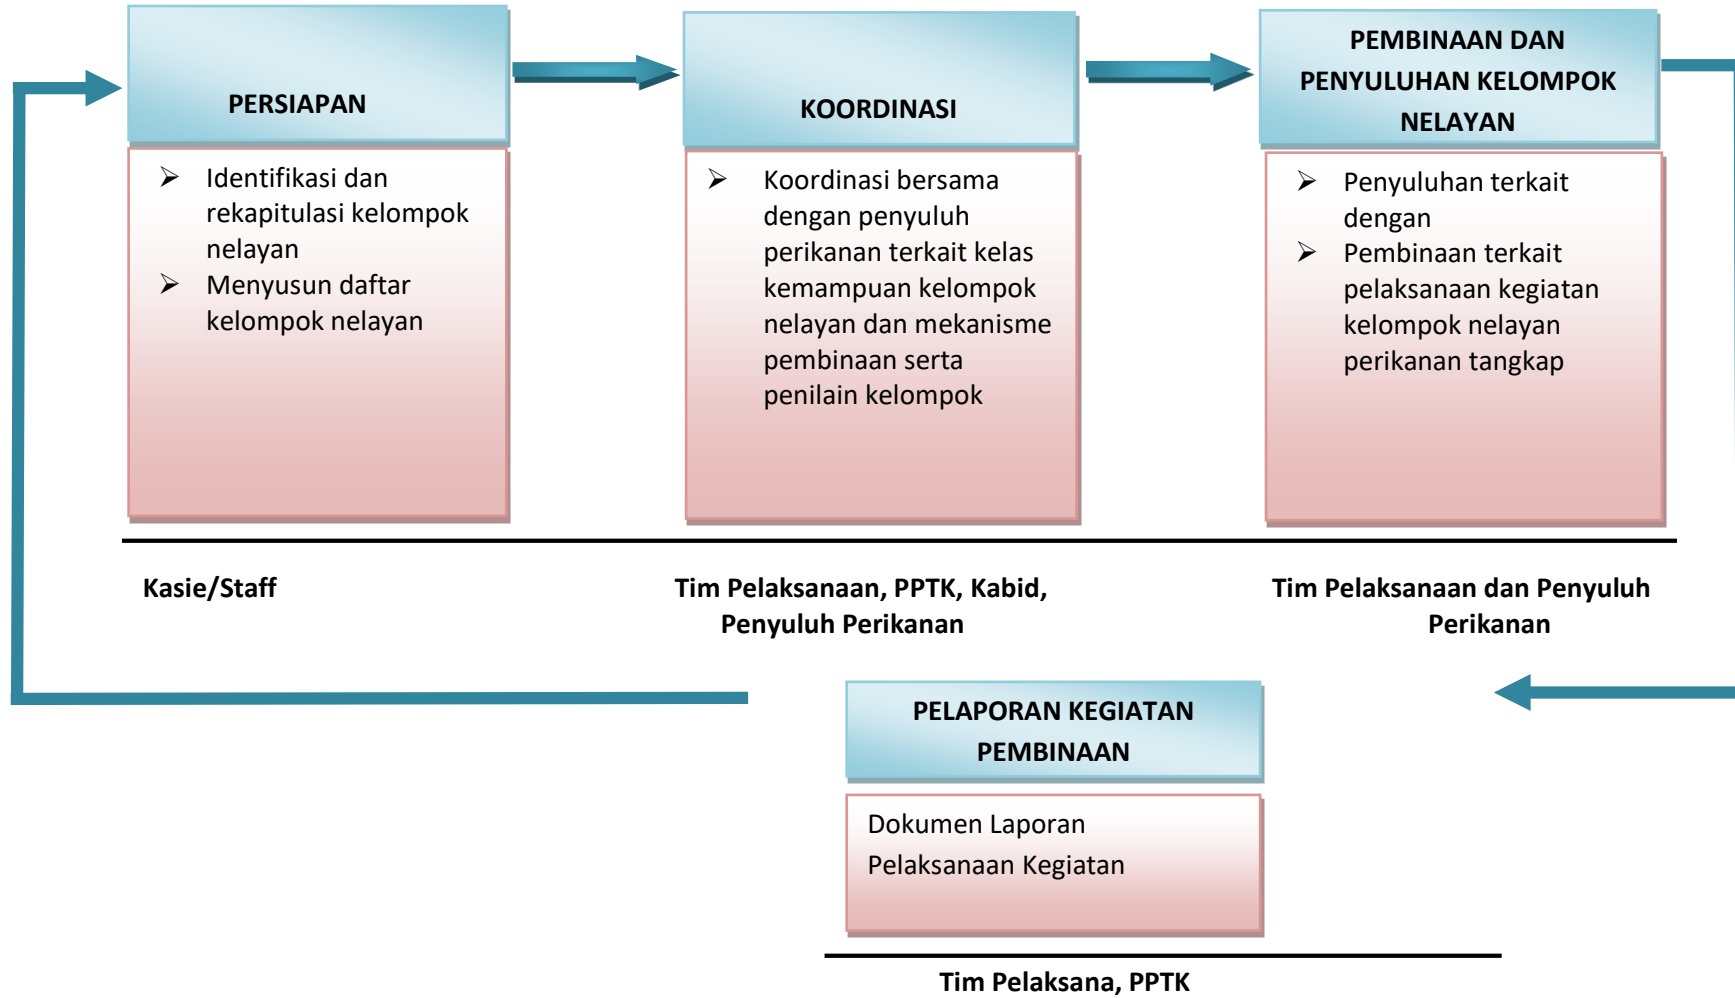 PERSIAPAN
➢ Identifikasi dan
rekapitulasi kelompok
nelayan
➢ Menyusun daftar
kelompok nelayan
Kasie/Staff
KOORDINASI
➢ Koordinasi bersama
dengan penyuluh
perikanan terkait kelas
kemampuan kelompok
nelayan dan mekanisme
pembinaan serta
penilain kelompok
Tim Pelaksanaan, PPTK, Kabid,
Penyuluh Perikanan
PEMBINAAN DAN
PENYULUHAN KELOMPOK
NELAYAN
➢ Penyuluhan terkait
dengan
➢ Pembinaan terkait
pelaksanaan kegiatan
kelompok nelayan
perikanan tangkap
Tim Pelaksanaan dan Penyuluh
Perikanan
PELAPORAN KEGIATAN
PEMBINAAN
Dokumen Laporan
Pelaksanaan Kegiatan
Tim Pelaksana, PPTK